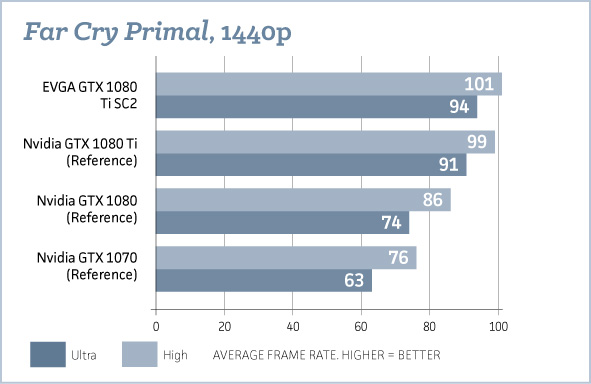 Far Cry Primal, 1440p
EVGA GTX 1080
Ti SC2
101
94
Nvidia GTX 1080 Ti
(Reference)
99
91
Nvidia GTX 1080
(Reference)
86
74
Nvidia GTX 1070
(Reference)
76
63
0 20 40 60 80 100
Ultra High AVERAGE FRAME RATE. HIGHER = BETTER